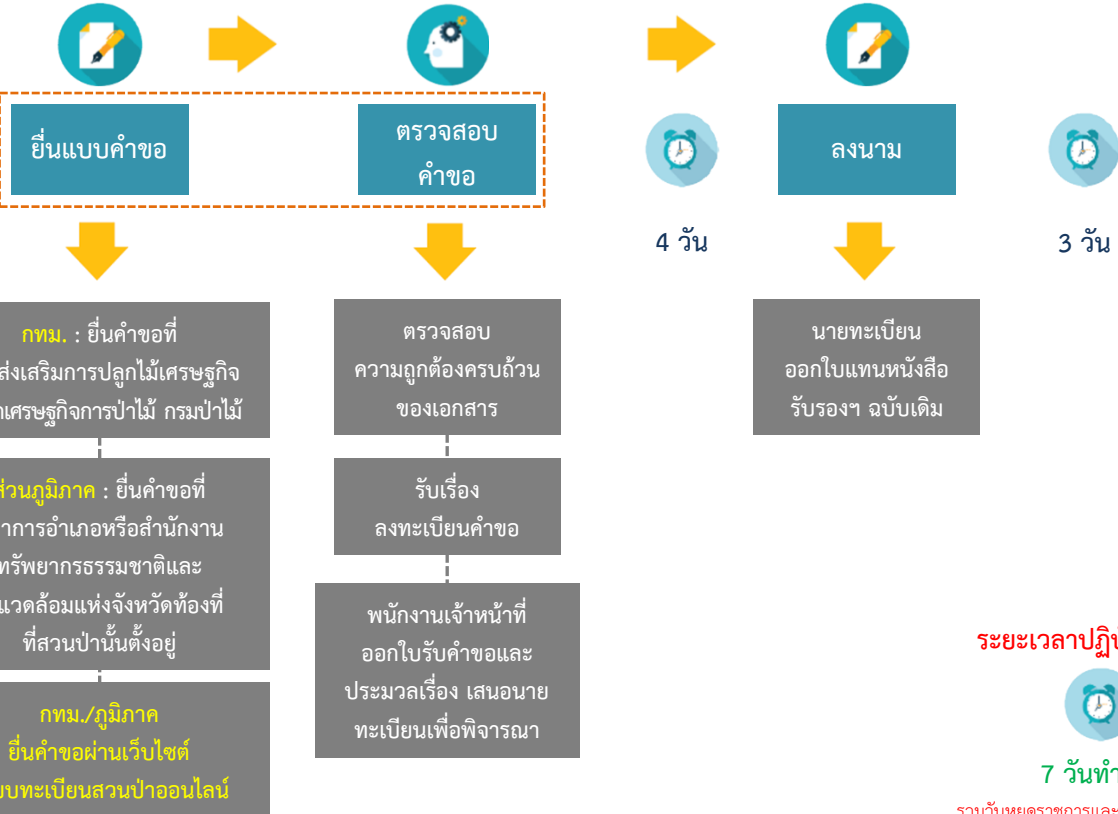 ยื่นแบบคำขอ
ตรวจสอบ
คำขอ
4 วัน
ลงนาม
3 วัน
กทม. : ยื่นคำขอที่
ส่งเสริมการปลูกไม้เศรษฐกิจ
เศรษฐกิจการป่าไม้ กรมป่าไม้
ส่วนภูมิภาค : ยื่นคำขอที่
าการอำเภอหรือสำนักงาน
ทรัพยากรธรรมชาติและ
แวดล้อมแห่งจังหวัดท้องที่
ที่สวนป่านั้นตั้งอยู่
กทม./ภูมิภาค
ยื่นคำขอผ่านเว็บไซต์
บทะเบียนสวนป่าออนไลน์
ตรวจสอบ
ความถูกต้องครบถ้วน
ของเอกสาร
รับเรื่อง
ลงทะเบียนคำขอ
พนักงานเจ้าหน้าที่
ออกใบรับคำขอและ
ประมวลเรื่อง เสนอนาย
ทะเบียนเพื่อพิจารณา
นายทะเบียน
ออกใบแทนหนังสือ
รับรองฯ ฉบับเดิม
ระยะเวลาปฏิบั
7 วันทำ